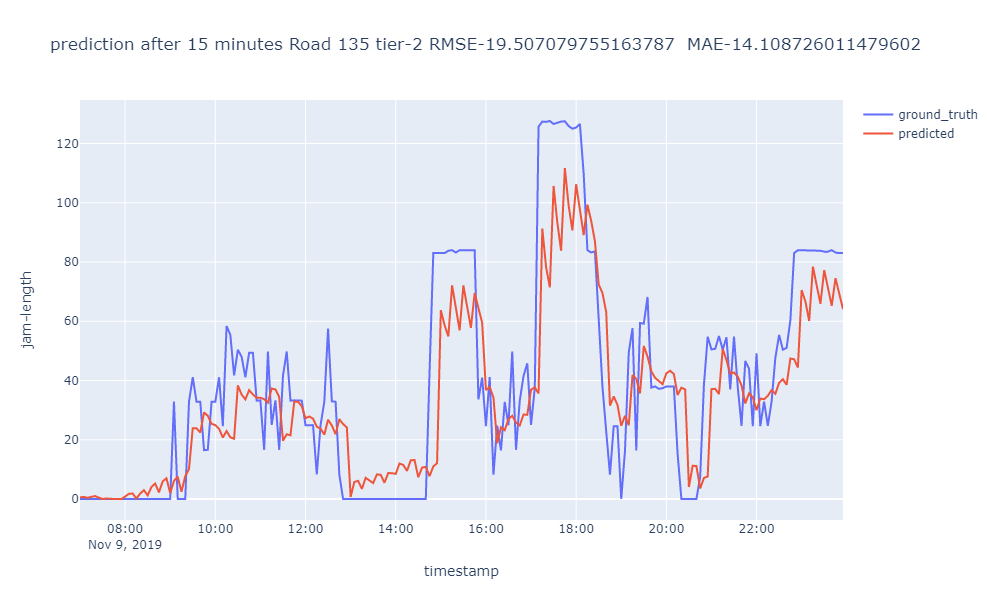 prediction after 15 minutes Road 135 tier-2 RMSE-19.507079755163787 MAE-14.108726011479602
ground_truth
predicted
120
100
80
60
40
20
0
jam-length
08:00 10:00 12:00 14:00 16:00 18:00 20:00 22:00
Nov 9, 2019
timestamp